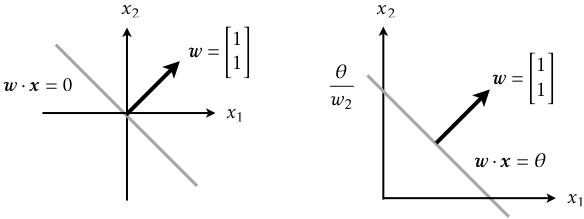 x₂
w = [1 1]
w · x = 0
x₁
x₂
θ/w₂
w = [1 1]
w · x = θ
x₁